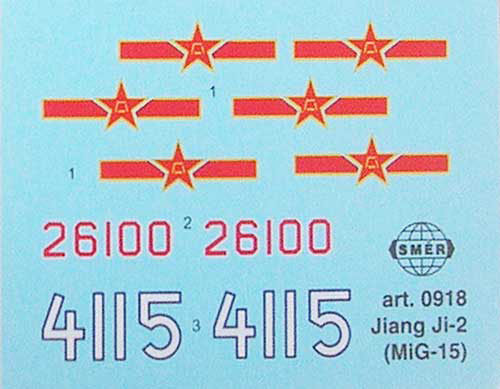 1
1
26100 2 26100
4115 3 4115
SMĚR
art. 0918
Jiang Ji-2
(MiG-15)